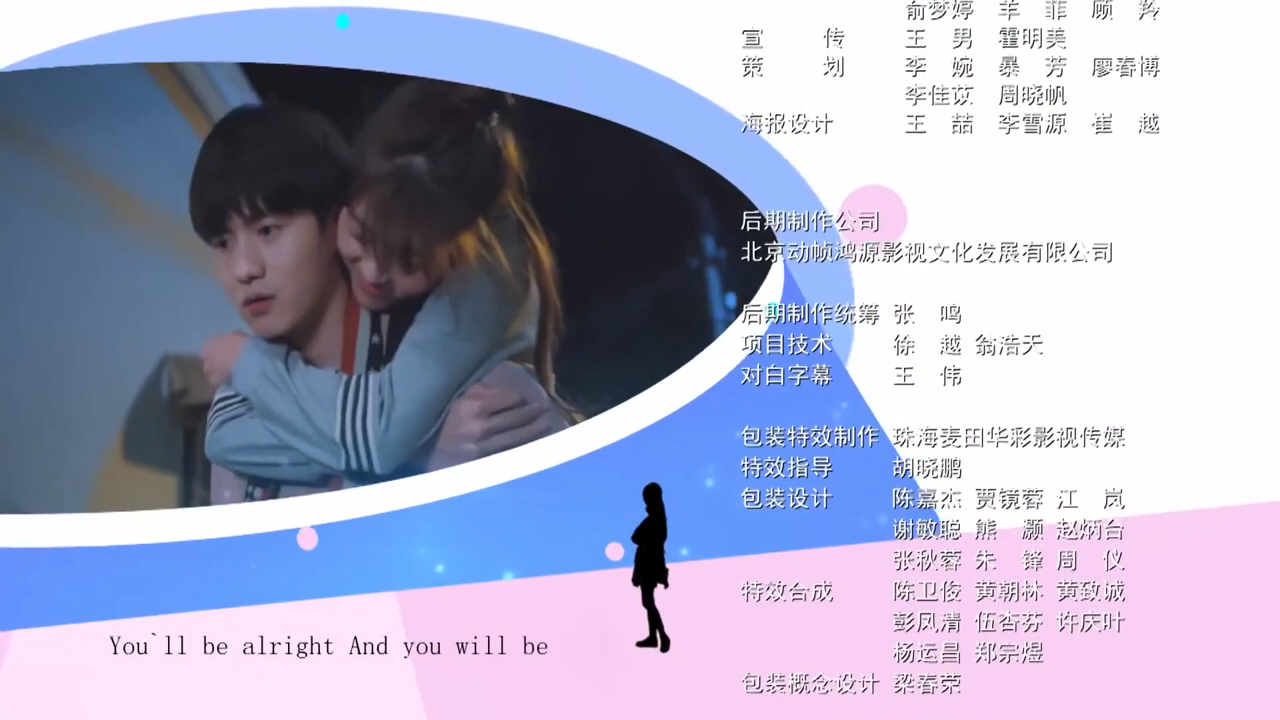 俞梦婷 羊 菲 顾 羚
宣 传 王 男 霍明美
策 划 李 婉 暴 芳 廖春博
李佳苡 周晓帆
海报设计 王 喆 李雪源 崔 越
后期制作公司
北京动帧鸿源影视文化发展有限公司
后期制作统筹 张 鸣
项目技术 徐 越 翁浩天
对白字幕 王 伟
包装特效制作 珠海麦田华彩影视传媒
特效指导 胡晓鹏
包装设计 陈嘉杰 贾镜蓉 江 岚
谢敏聪 熊 灏 赵炳台
张秋蓉 朱 锋 周 仪
特效合成 陈卫俊 黄朝林 黄致诚
彭凤清 伍杏芬 许庆叶
杨运昌 郑宗煜
包装概念设计 梁春荣
You`ll be alright And you will be